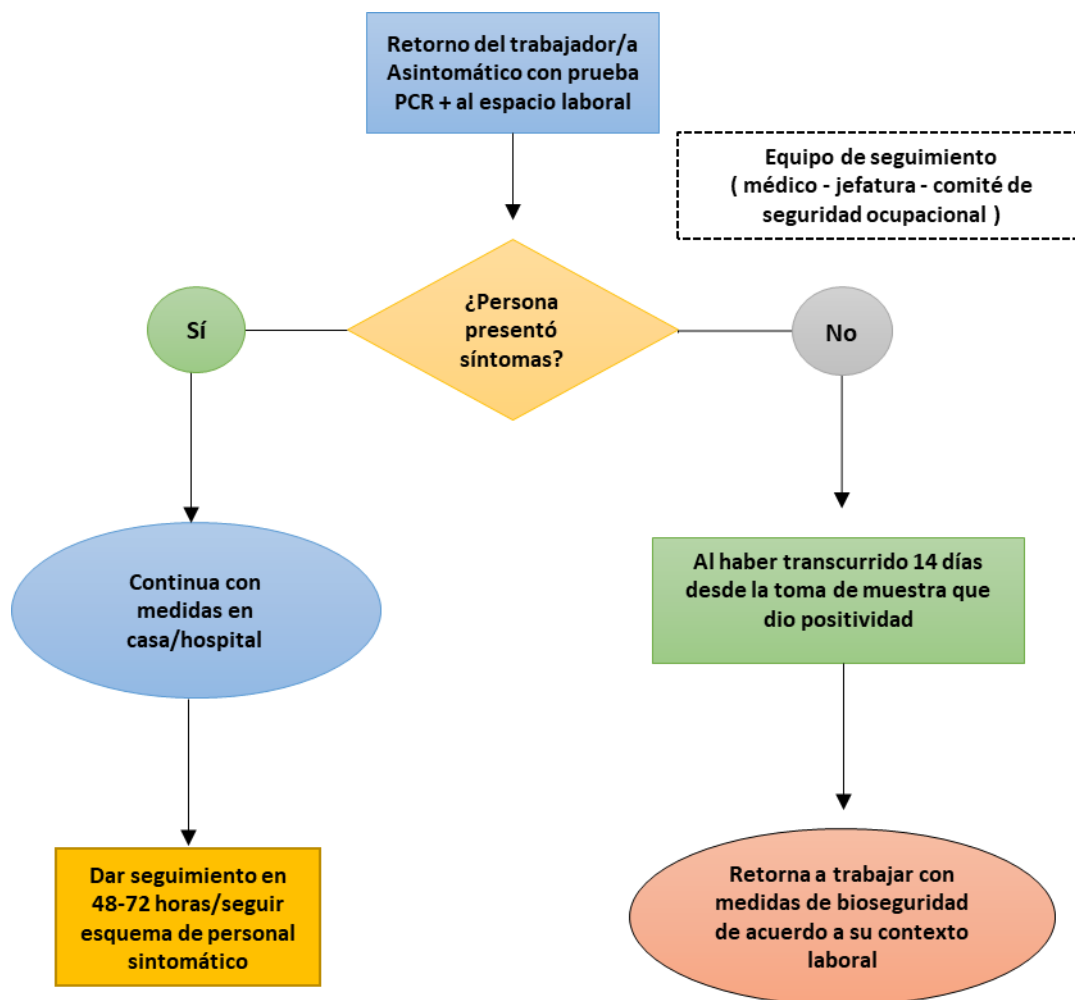 Retorno del trabajador/a
Asintomático con prueba
PCR + al espacio laboral
Equipo de seguimiento
( médico - jefatura - comité de
seguridad ocupacional )
¿Persona
presentó
síntomas?
Sí
No
Continua con
medidas en
casa/hospital
Al haber transcurrido 14 días
desde la toma de muestra que
dio positividad
Dar seguimiento en
48-72 horas/seguir
esquema de personal
sintomático
Retorna a trabajar con
medidas de bioseguridad
de acuerdo a su contexto
laboral